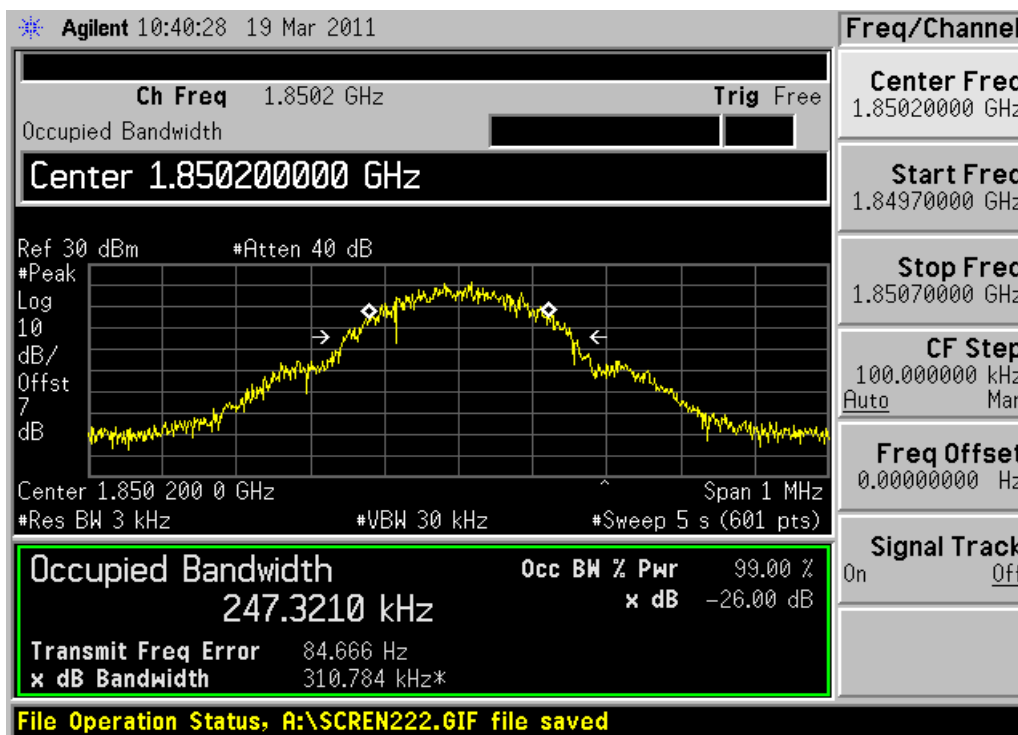 Agilent 10:40:28 19 Mar 2011
Ch Freq 1.8502 GHz Trig Free
Occupied Bandwidth
Center 1.850200000 GHz
Ref 30 dBm #Atten 40 dB
#Peak
Log
10
dB/
Offst
7
dB
Center 1.850 200 0 GHz Span 1 MHz
#Res BW 3 kHz #VBW 30 kHz #Sweep 5 s (601 pts)
Occupied Bandwidth
247.3210 kHz
Occ BW % Pwr 99.00 %
x dB -26.00 dB
Transmit Freq Error 84.666 Hz
x dB Bandwidth 310.784 kHz*
File Operation Status, A:\SCREN222.GIF file saved
Freq/Channel
Center Freq
1.85020000 GHz
Start Freq
1.84970000 GHz
Stop Freq
1.85070000 GHz
CF Step
100.000000 kHz
Auto Man
Freq Offset
0.00000000 Hz
Signal Track
On Off